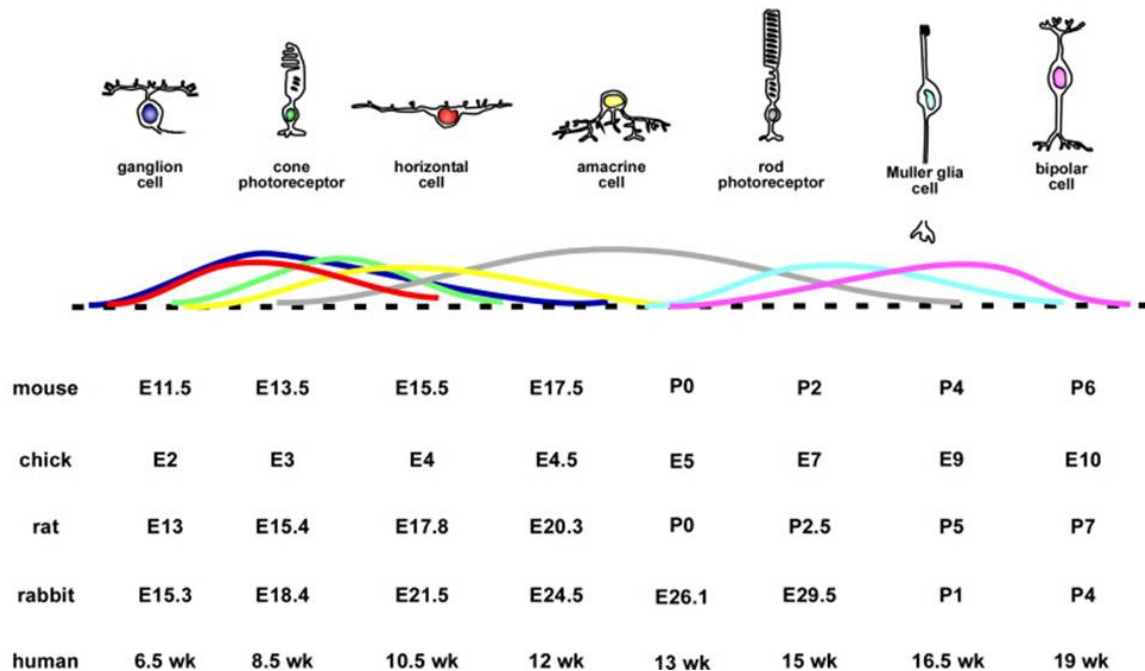 ganglion
cell
cone
photoreceptor
horizontal
cell
amacrine
cell
rod
photoreceptor
Muller glia
cell
bipolar
cell
mouse E11.5 E13.5 E15.5 E17.5 P0 P2 P4 P6
chick E2 E3 E4 E4.5 E5 E7 E9 E10
rat E13 E15.4 E17.8 E20.3 P0 P2.5 P5 P7
rabbit E15.3 E18.4 E21.5 E24.5 E26.1 E29.5 P1 P4
human 6.5 wk 8.5 wk 10.5 wk 12 wk 13 wk 15 wk 16.5 wk 19 wk